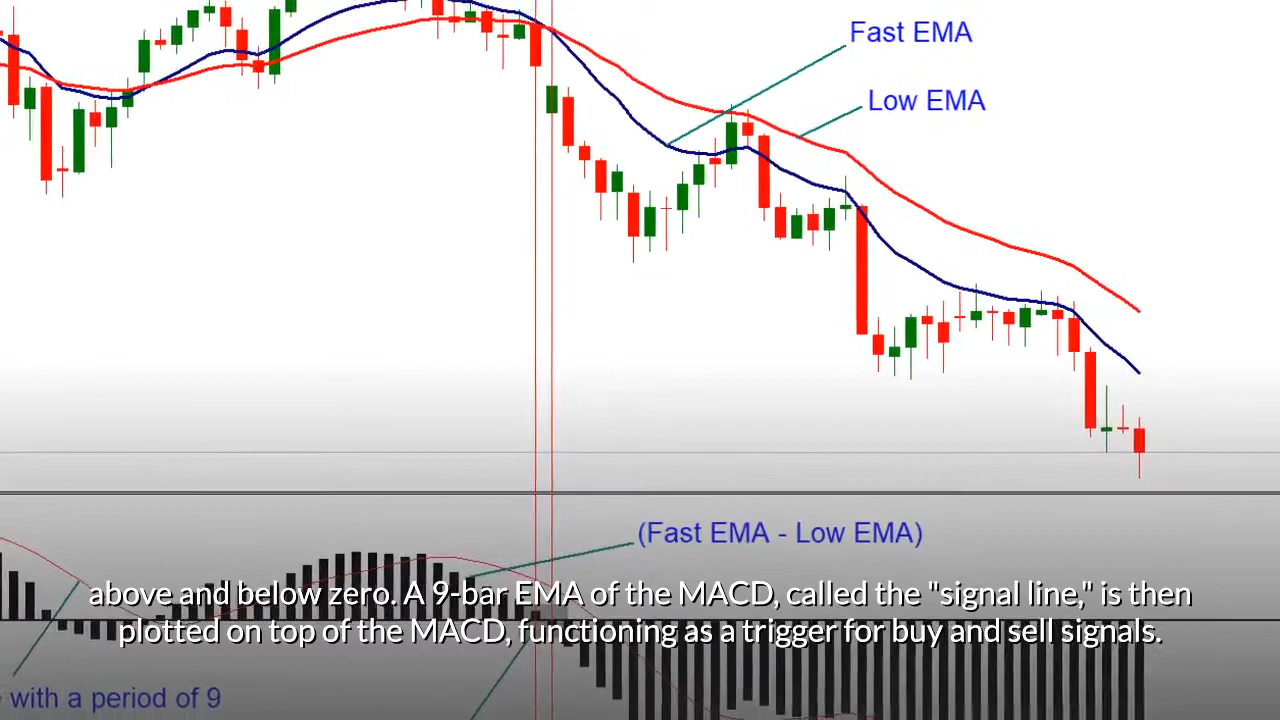 Fast EMA
Low EMA
(Fast EMA - Low EMA)
above and below zero. A 9-bar EMA of the MACD, called the "signal line," is then
plotted on top of the MACD, functioning as a trigger for buy and sell signals.
with a period of 9